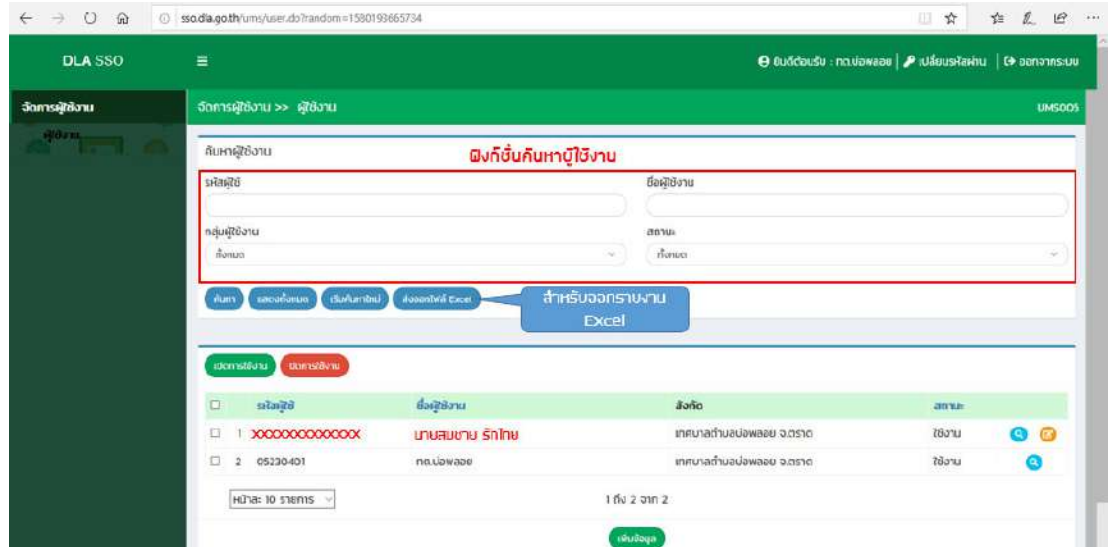 sso.dla.go.th/ums/user.do?random=1580193665734
DLA SSO
ยินดีต้อนรับ : ทต.บ่อพลอย | เปลี่ยนรหัสผ่าน | ออกจากระบบ
จัดการผู้ใช้งาน
จัดการผู้ใช้งาน >> ผู้ใช้งาน
UMS005
ผู้ใช้งาน
ค้นหาผู้ใช้งาน
ฟังก์ชั่นค้นหาผู้ใช้งาน
รหัสผู้ใช้
ชื่อผู้ใช้งาน
กลุ่มผู้ใช้งาน
สถานะ
ทั้งหมด
ทั้งหมด
ค้นหา
แสดงทั้งหมด
เริ่มค้นหาใหม่
ส่งออกไฟล์ Excel
สำหรับออกรายงาน
Excel
เปิดการใช้งาน
ปิดการใช้งาน
รหัสผู้ใช้ ชื่อผู้ใช้งาน สังกัด สถานะ
1 XXXXXXXXXXXXX นายสมชาย รักไทย เทศบาลตำบลบ่อพลอย จ.ตราด ใช้งาน
2 05230401 ทต.บ่อพลอย เทศบาลตำบลบ่อพลอย จ.ตราด ใช้งาน
หน้าละ 10 รายการ
1 ถึง 2 จาก 2
เพิ่มข้อมูล